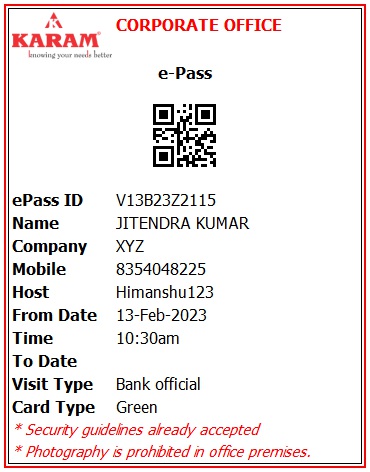 CORPORATE OFFICE
KARAM®
knowing your needs better
e-Pass
ePass ID V13B23Z2115
Name JITENDRA KUMAR
Company XYZ
Mobile 8354048225
Host Himanshu123
From Date 13-Feb-2023
Time 10:30am
To Date
Visit Type Bank official
Card Type Green
* Security guidelines already accepted
* Photography is prohibited in office premises.